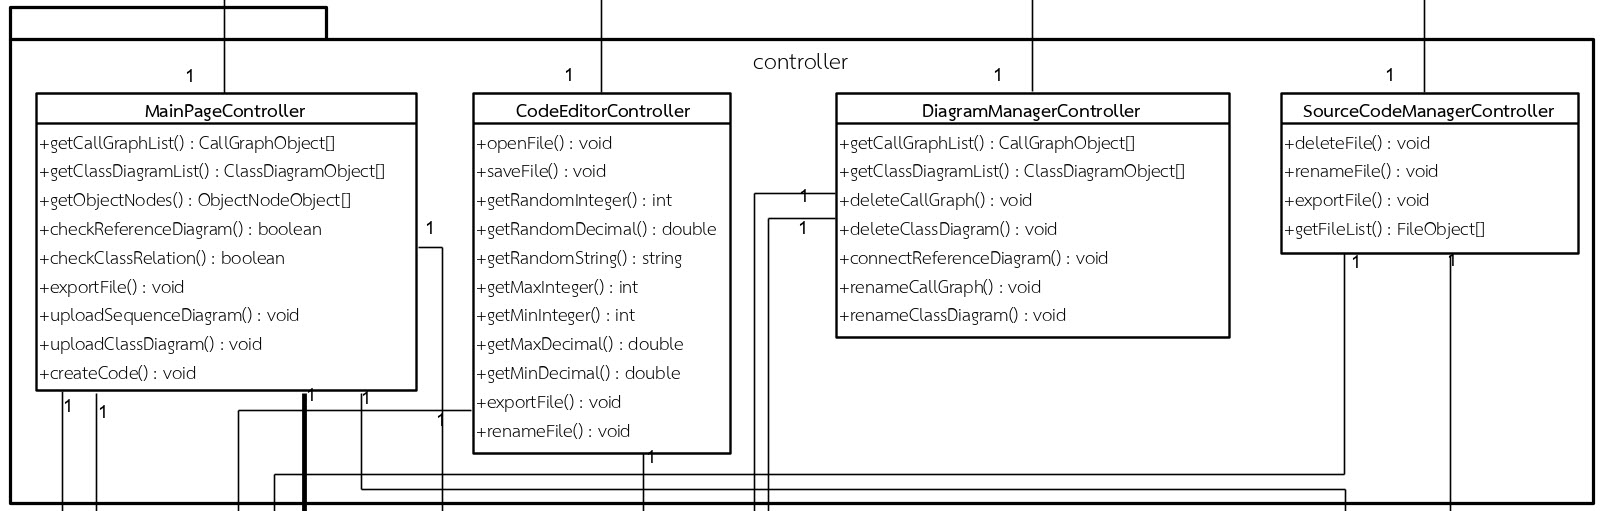 controller
1
1
1
1
MainPageController
+getCallGraphList() : CallGraphObject[]
+getClassDiagramList() : ClassDiagramObject[]
+getObjectNodes() : ObjectNodeObject[]
+checkReferenceDiagram() : boolean
+checkClassRelation() : boolean
+exportFile() : void
+uploadSequenceDiagram() : void
+uploadClassDiagram() : void
+createCode() : void
1
1
1
1
1
CodeEditorController
+openFile() : void
+saveFile() : void
+getRandomInteger() : int
+getRandomDecimal() : double
+getRandomString() : string
+getMaxInteger() : int
+getMinInteger() : int
+getMaxDecimal() : double
+getMinDecimal() : double
+exportFile() : void
+renameFile() : void
1
1
DiagramManagerController
+getCallGraphList() : CallGraphObject[]
+getClassDiagramList() : ClassDiagramObject[]
+deleteCallGraph() : void
+deleteClassDiagram() : void
+connectReferenceDiagram() : void
+renameCallGraph() : void
+renameClassDiagram() : void
1
1
SourceCodeManagerController
+deleteFile() : void
+renameFile() : void
+exportFile() : void
+getFileList() : FileObject[]
1
1